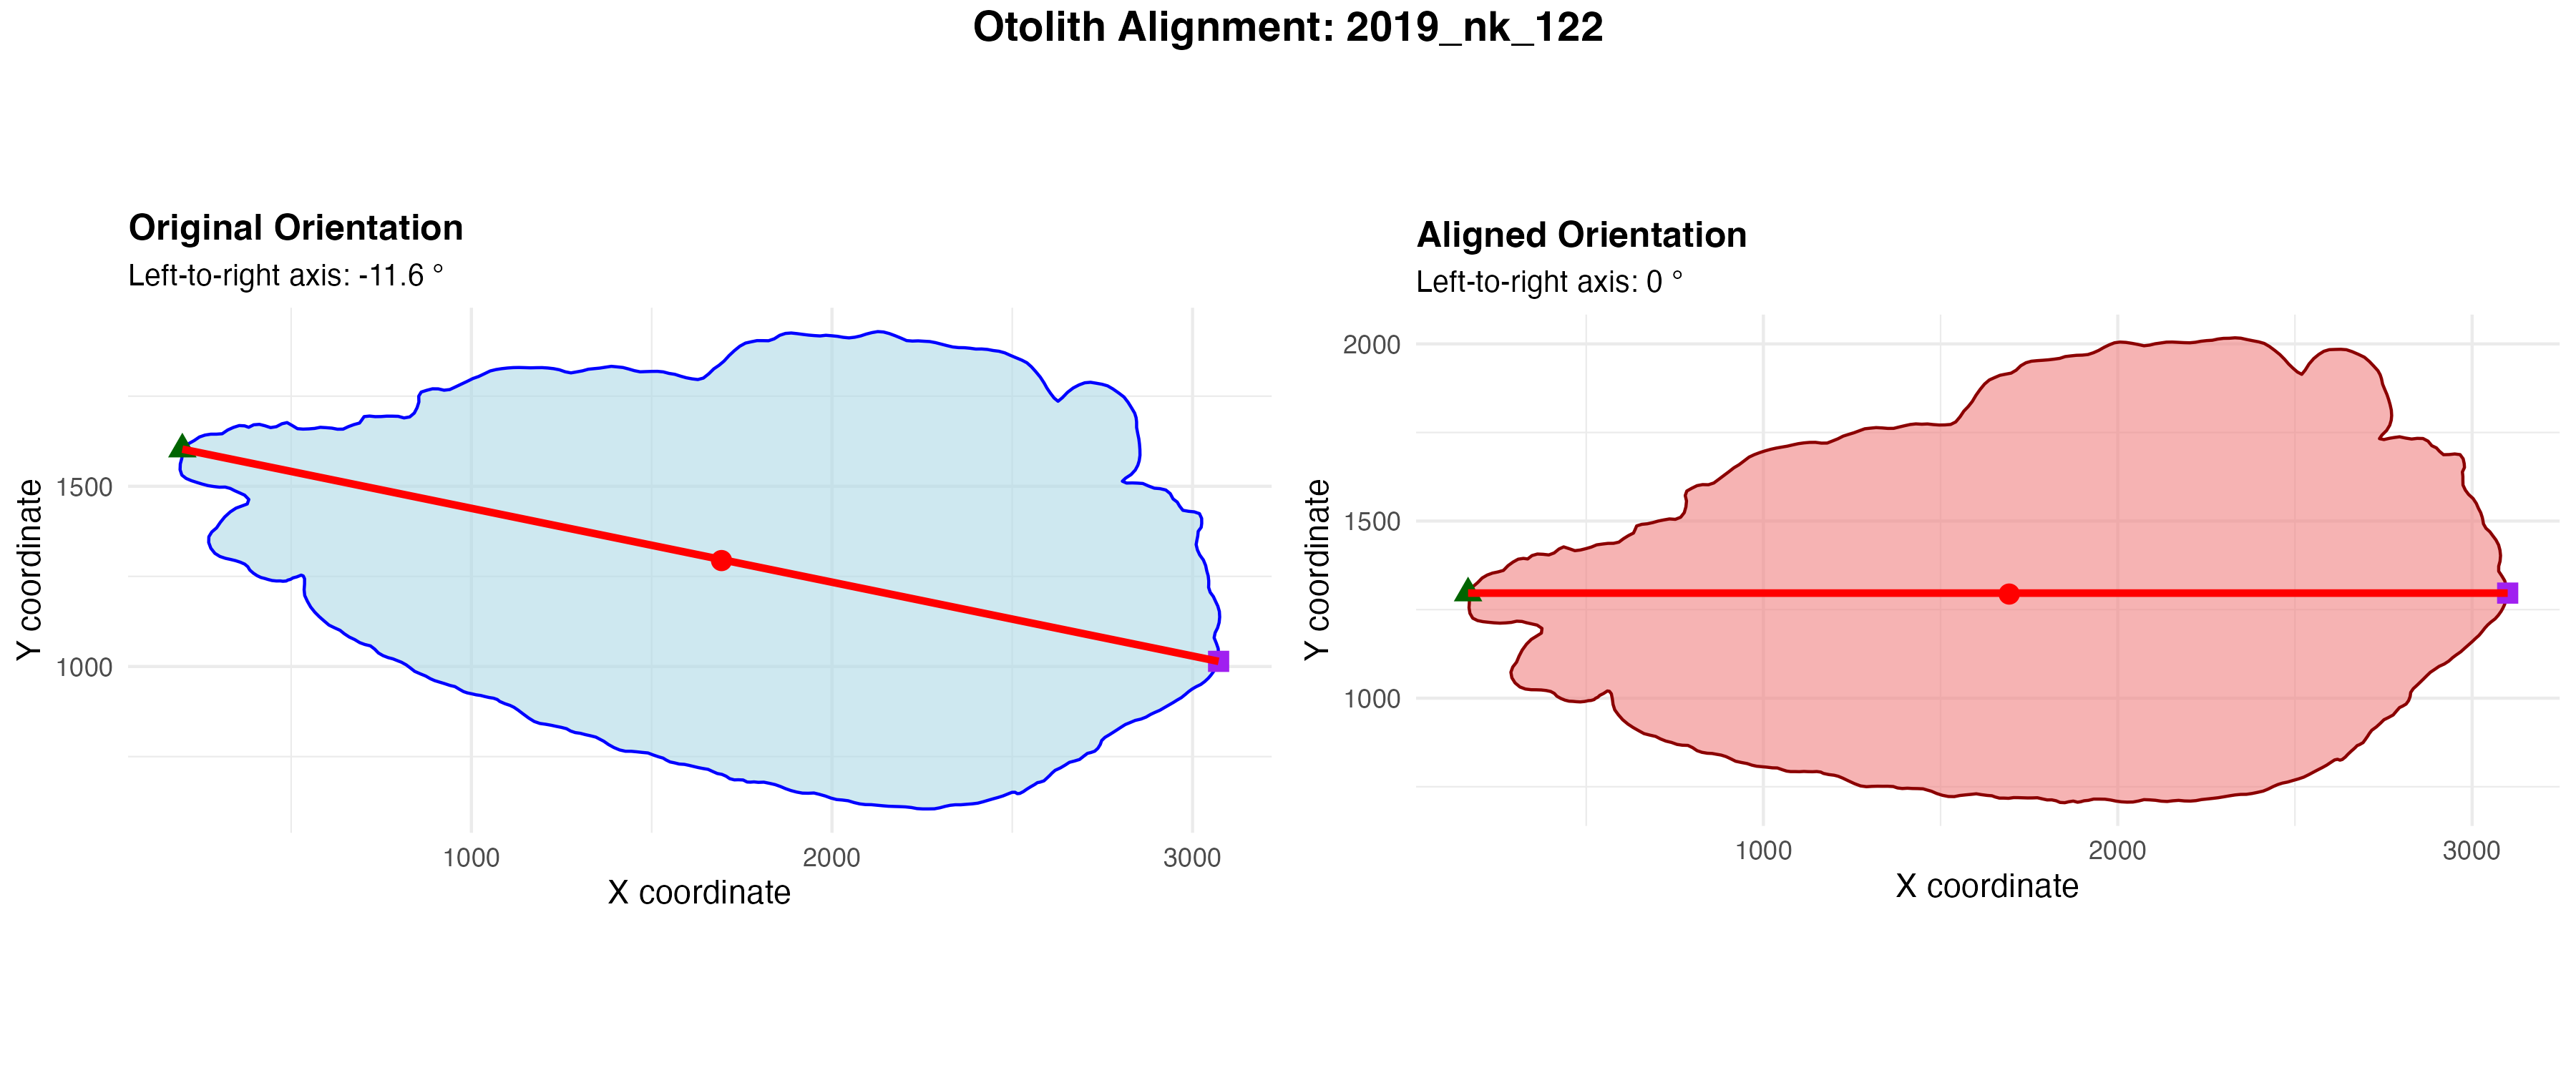 Otolith Alignment: 2019_nk_122
Original Orientation
Left-to-right axis: -11.6 °
1500
1000
Y coordinate
1000 2000 3000
X coordinate
Aligned Orientation
Left-to-right axis: 0 °
2000
1500
1000
Y coordinate
1000 2000 3000
X coordinate